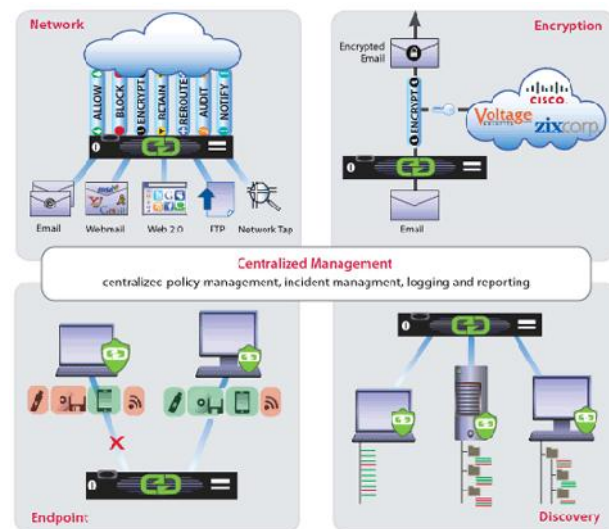 Network
ALLOW
BLOCK
ENCRYPT
RETAIN
REROUTE
AUDIT
NOTIFY
Email
Webmail
Web 2.0
FTP
Network Tap
Encryption
Encrypted
Email
ENCRYPT
CISCO
Voltage
zixcorp
Email
Centralized Management
centralized policy management, incident managment, logging and reporting
Endpoint
Discovery